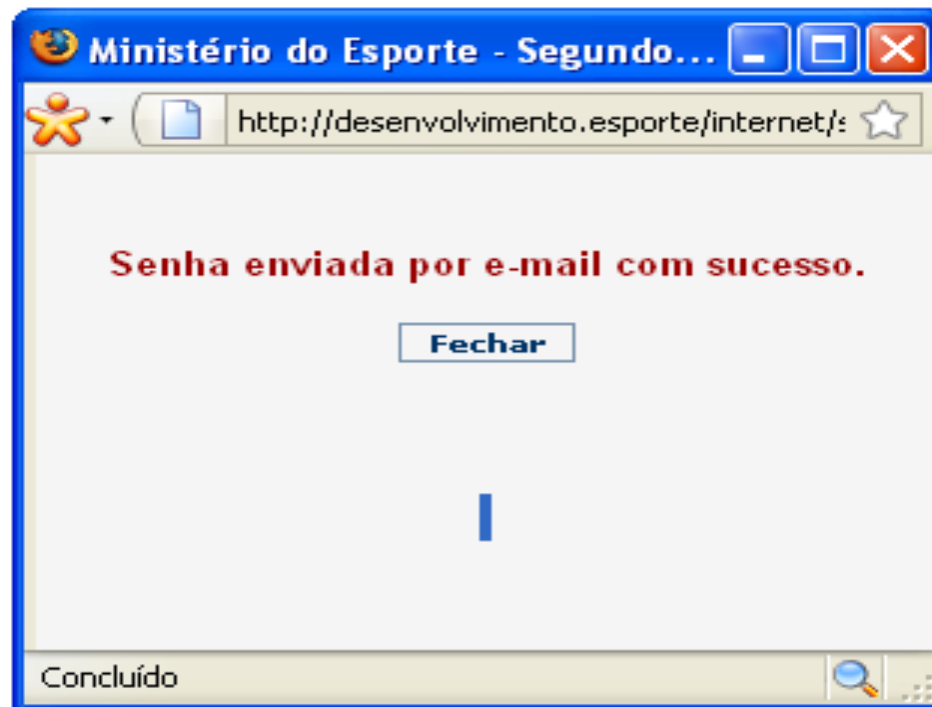 Ministério do Esporte - Segundo...
http://desenvolvimento.esporte/internet/s
Senha enviada por e-mail com sucesso.
Fechar
Concluído